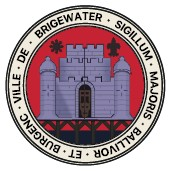 SIGILLUM · MAJORIS · BALLIVOR · ET · BURGENC · VILLE · DE · BRIGEWATER ·